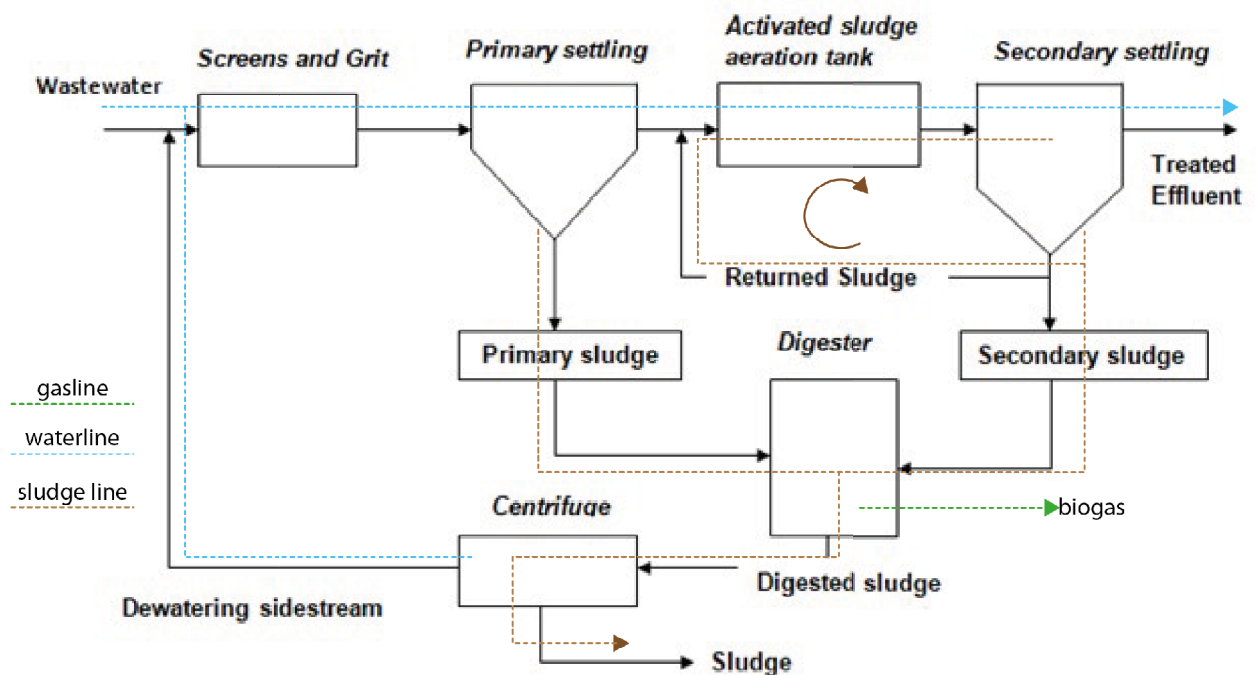 Activated sludge
aeration tank
Primary settling
Secondary settling
Screens and Grit
Wastewater
Treated
Effluent
Returned Sludge
Digester
Primary sludge
Secondary sludge
gasline
waterline
sludge line
Centrifuge
biogas
Digested sludge
Dewatering sidestream
Sludge